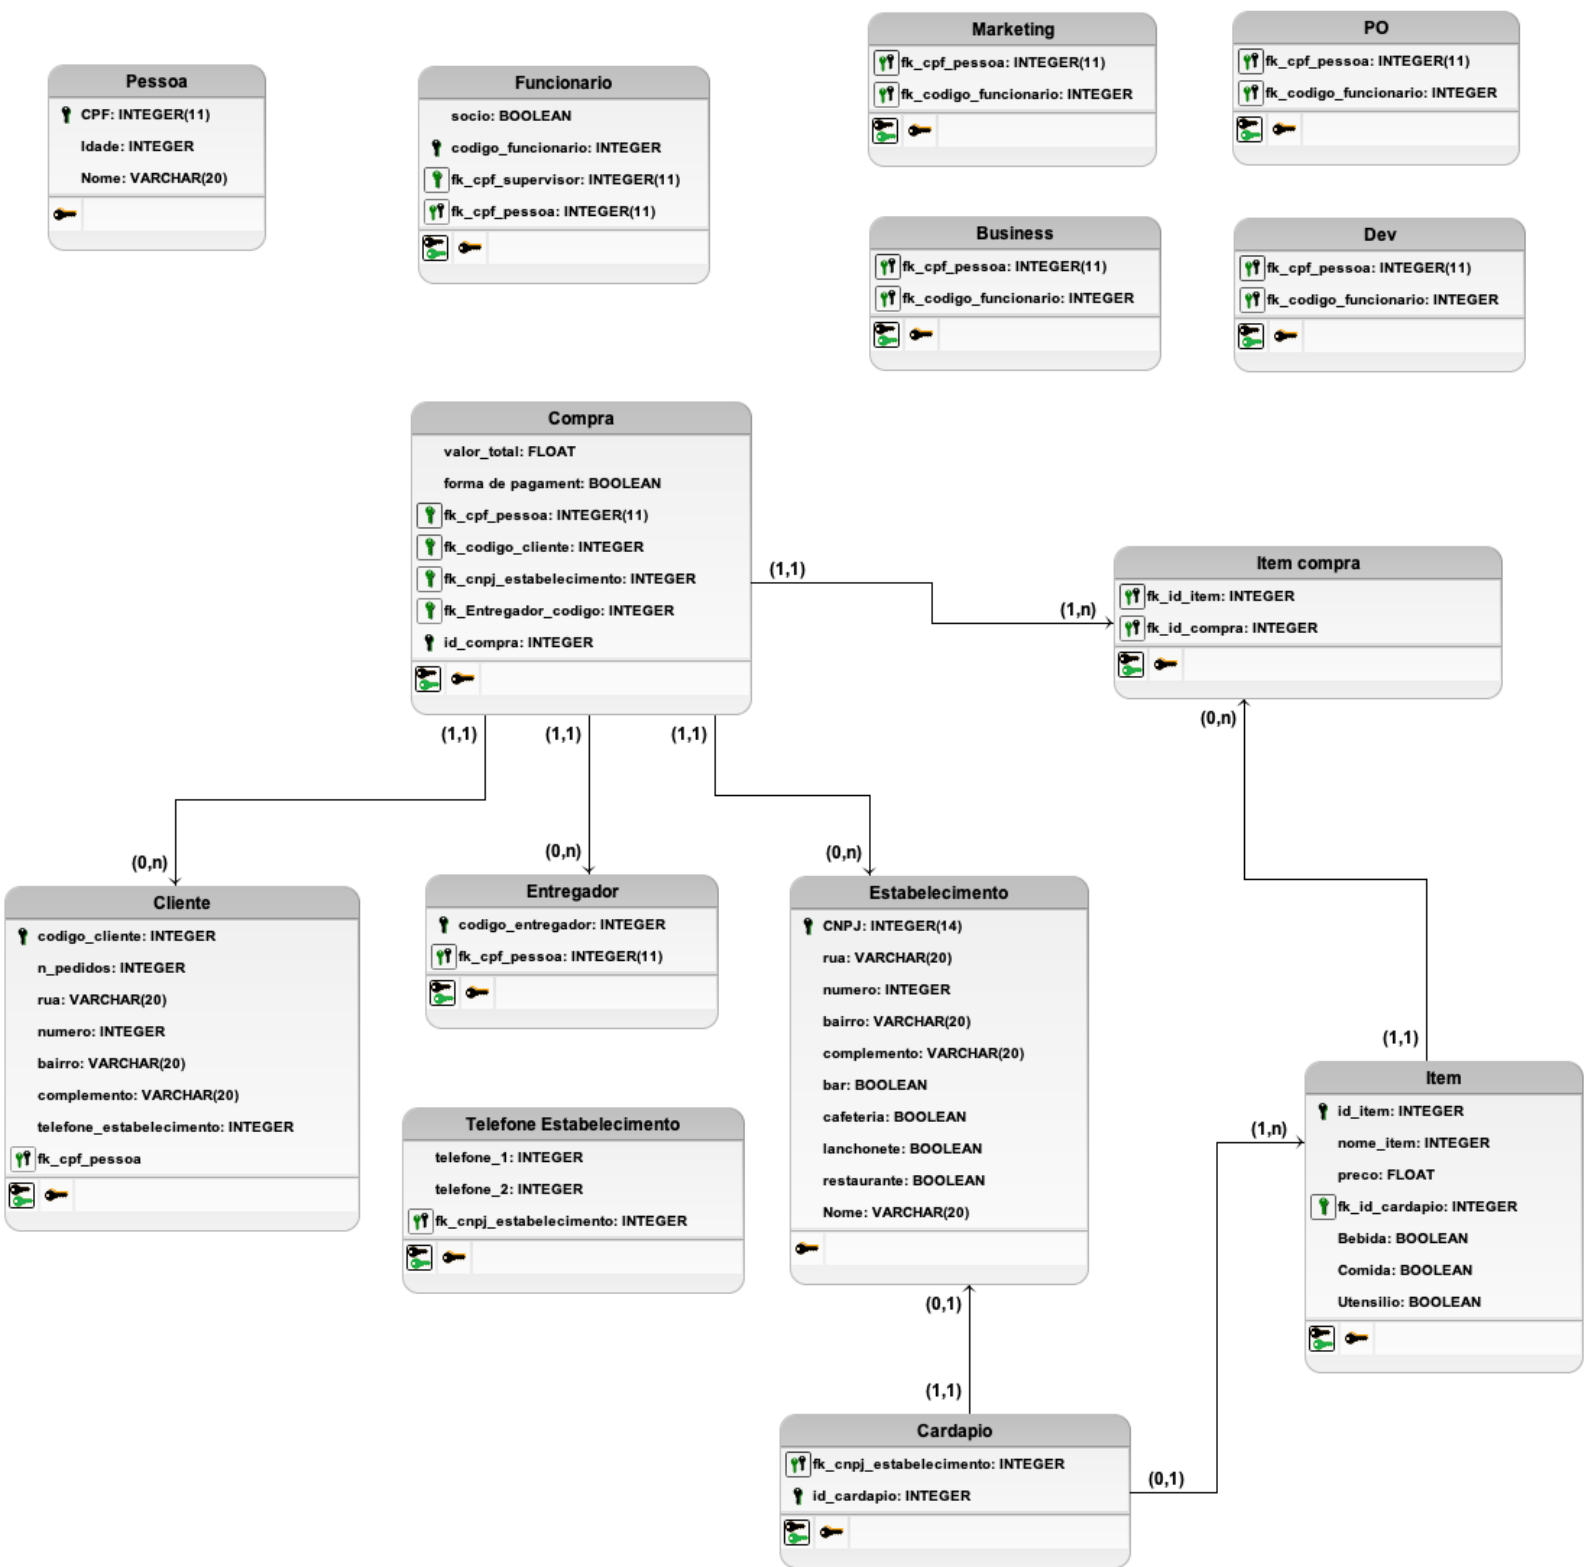 Pessoa
CPF: INTEGER(11)
Idade: INTEGER
Nome: VARCHAR(20)
Funcionario
socio: BOOLEAN
codigo_funcionario: INTEGER
fk_cpf_supervisor: INTEGER(11)
fk_cpf_pessoa: INTEGER(11)
Marketing
fk_cpf_pessoa: INTEGER(11)
fk_codigo_funcionario: INTEGER
PO
fk_cpf_pessoa: INTEGER(11)
fk_codigo_funcionario: INTEGER
Business
fk_cpf_pessoa: INTEGER(11)
fk_codigo_funcionario: INTEGER
Dev
fk_cpf_pessoa: INTEGER(11)
fk_codigo_funcionario: INTEGER
Compra
valor_total: FLOAT
forma de pagament: BOOLEAN
fk_cpf_pessoa: INTEGER(11)
fk_codigo_cliente: INTEGER
fk_cnpj_estabelecimento: INTEGER
fk_Entregador_codigo: INTEGER
id_compra: INTEGER
(1,1)
(1,n)
Item compra
fk_id_item: INTEGER
fk_id_compra: INTEGER
(1,1)
(1,1)
(1,1)
(0,n)
(0,n)
(0,n)
(0,n)
Cliente
codigo_cliente: INTEGER
n_pedidos: INTEGER
rua: VARCHAR(20)
numero: INTEGER
bairro: VARCHAR(20)
complemento: VARCHAR(20)
telefone_estabelecimento: INTEGER
fk_cpf_pessoa
Entregador
codigo_entregador: INTEGER
fk_cpf_pessoa: INTEGER(11)
Telefone Estabelecimento
telefone_1: INTEGER
telefone_2: INTEGER
fk_cnpj_estabelecimento: INTEGER
Estabelecimento
CNPJ: INTEGER(14)
rua: VARCHAR(20)
numero: INTEGER
bairro: VARCHAR(20)
complemento: VARCHAR(20)
bar: BOOLEAN
cafeteria: BOOLEAN
lanchonete: BOOLEAN
restaurante: BOOLEAN
Nome: VARCHAR(20)
(1,1)
(1,n)
Item
id_item: INTEGER
nome_item: INTEGER
preco: FLOAT
fk_id_cardapio: INTEGER
Bebida: BOOLEAN
Comida: BOOLEAN
Utensilio: BOOLEAN
(0,1)
(1,1)
Cardapio
fk_cnpj_estabelecimento: INTEGER
id_cardapio: INTEGER
(0,1)